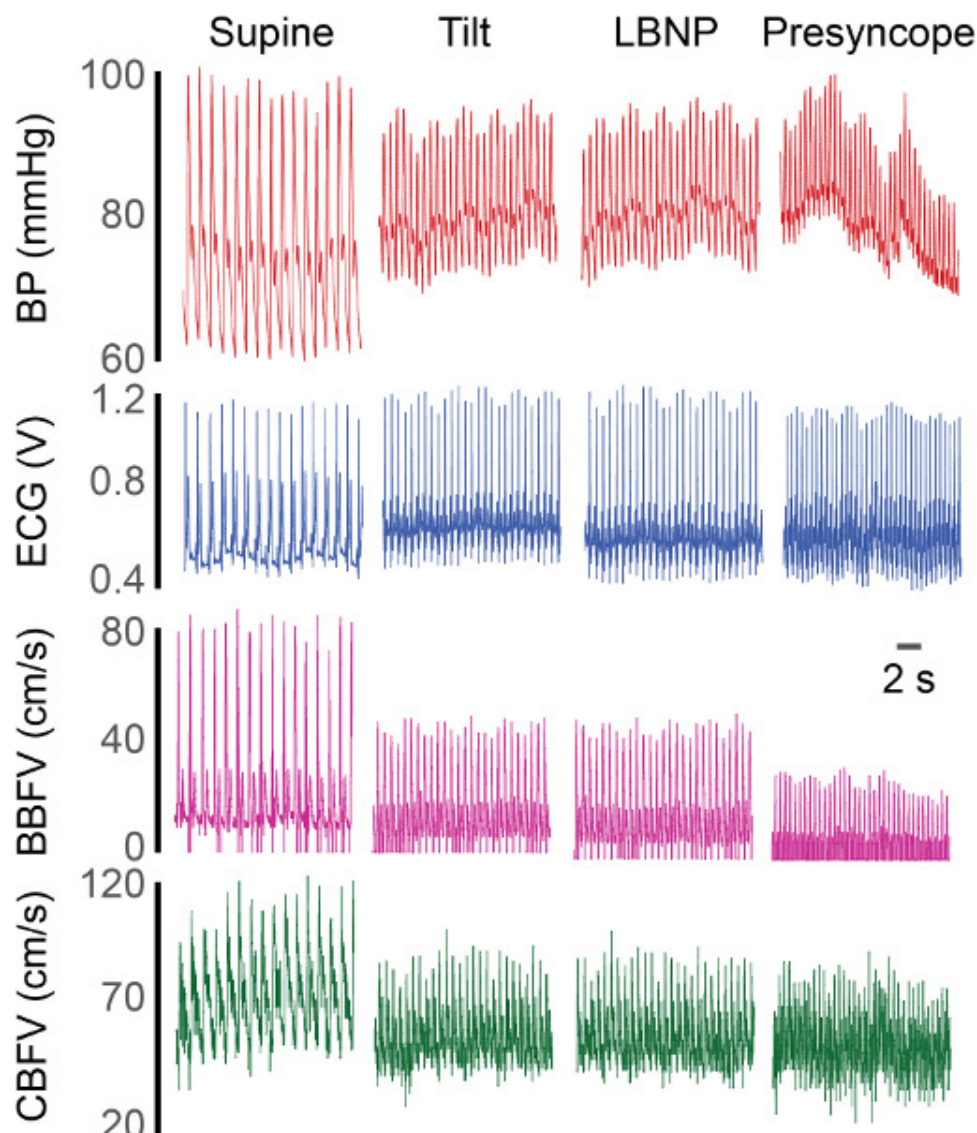 Supine Tilt LBNP Presyncope
BP (mmHg)
100
80
60
ECG (V)
1.2
0.8
0.4
BBFV (cm/s)
80
40
0
2 s
CBFV (cm/s)
120
70
20